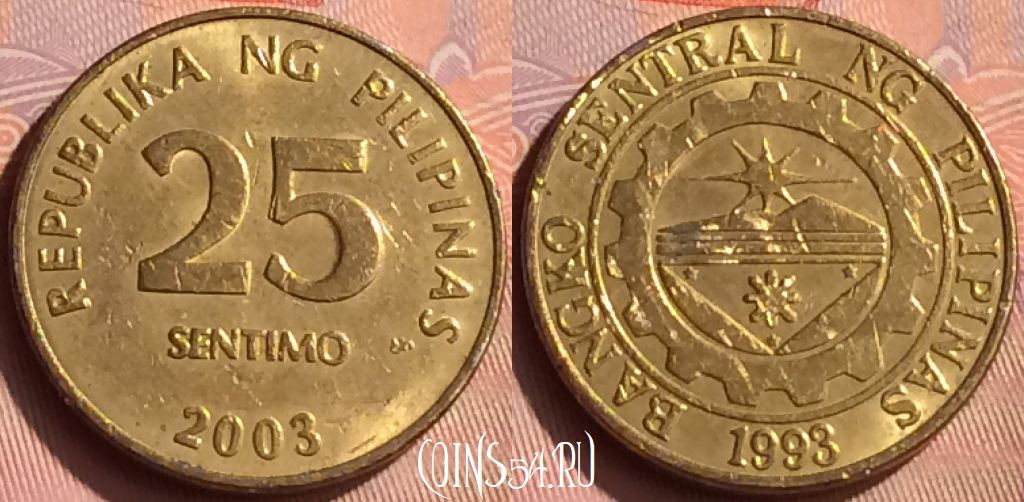 REPUBLIKA NG PILIPINAS
25
SENTIMO
2003
BANGKO SENTRAL NG PILIPINAS
1993
COINS54.RU